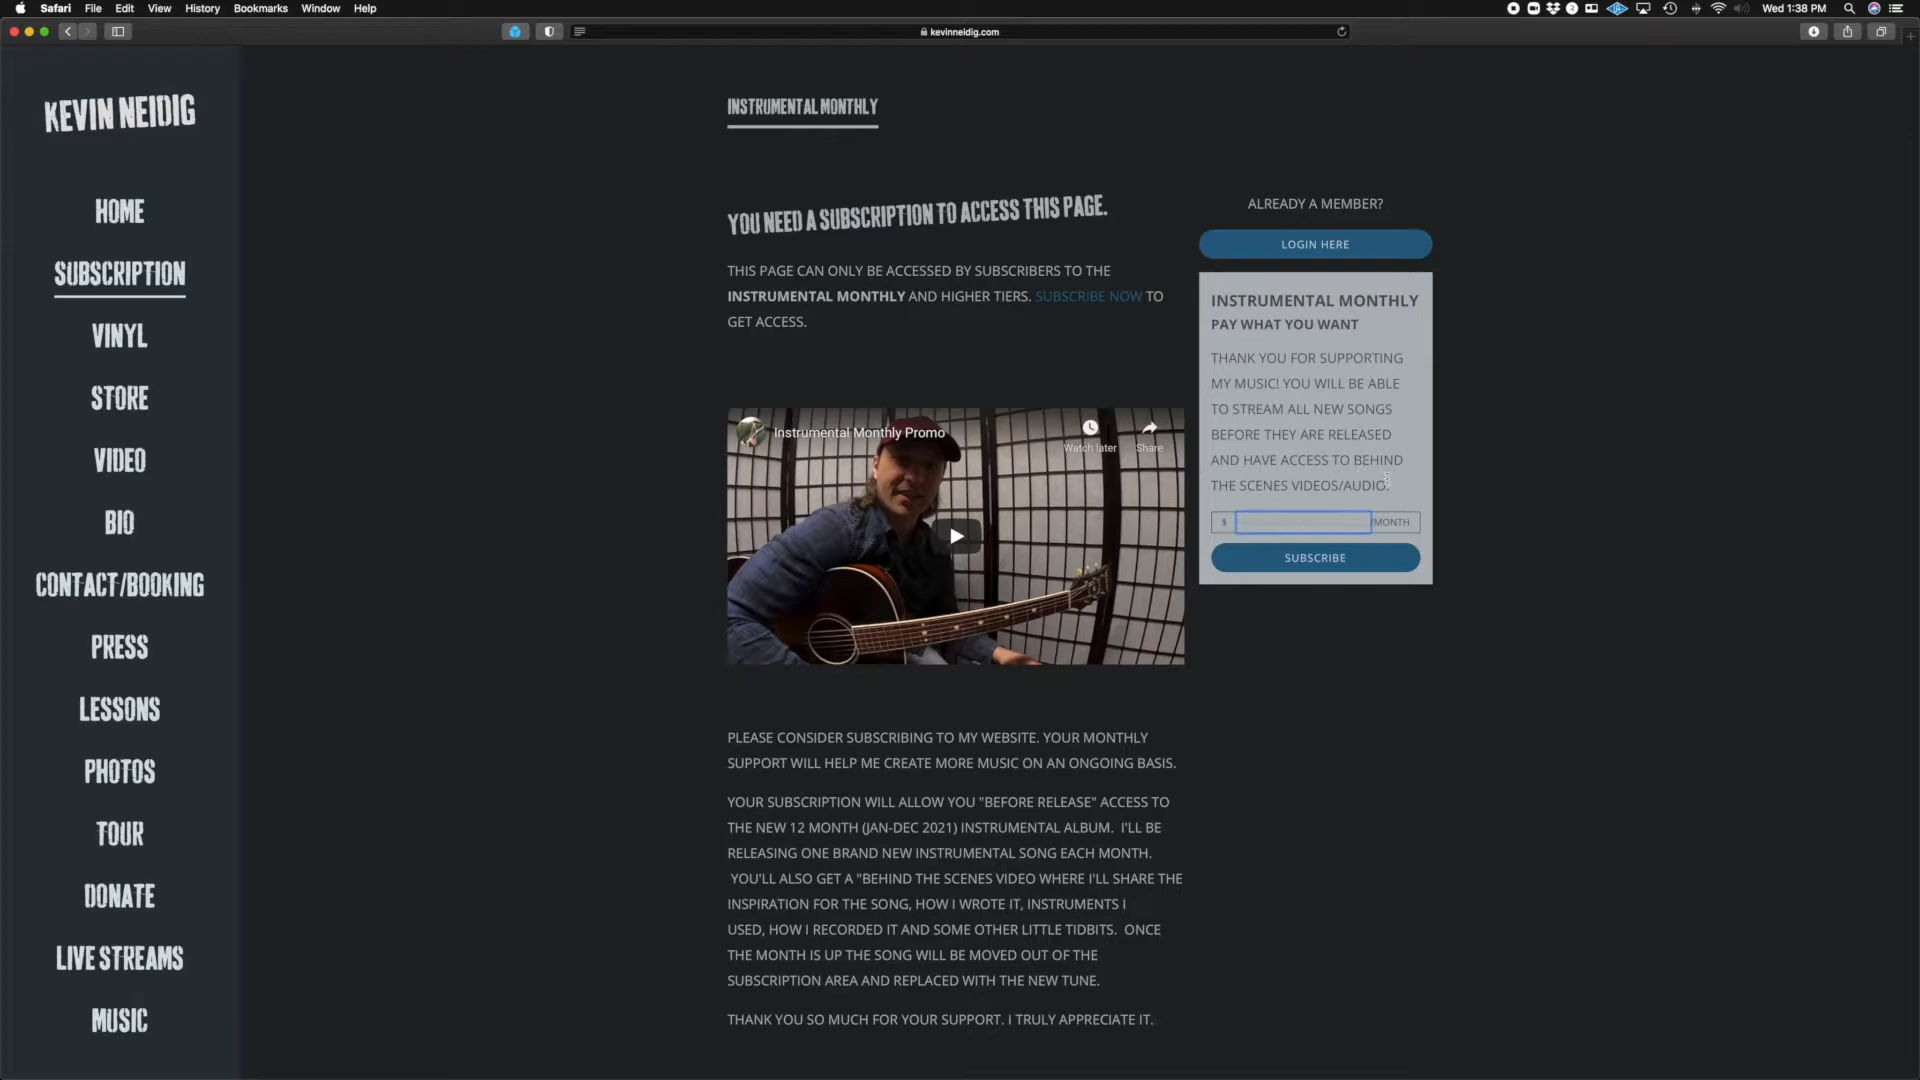 Safari File Edit View History Bookmarks Window Help
Wed 1:38 PM
kevinneidig.com
KEVIN NEIDIG
HOME
SUBSCRIPTION
VINYL
STORE
VIDEO
BIO
CONTACT/BOOKING
PRESS
LESSONS
PHOTOS
TOUR
DONATE
LIVE STREAMS
MUSIC
INSTRUMENTAL MONTHLY
YOU NEED A SUBSCRIPTION TO ACCESS THIS PAGE.
THIS PAGE CAN ONLY BE ACCESSED BY SUBSCRIBERS TO THE
INSTRUMENTAL MONTHLY AND HIGHER TIERS. SUBSCRIBE NOW TO
GET ACCESS.
Instrumental Monthly Promo
Watch later
Share
PLEASE CONSIDER SUBSCRIBING TO MY WEBSITE. YOUR MONTHLY
SUPPORT WILL HELP ME CREATE MORE MUSIC ON AN ONGOING BASIS.
YOUR SUBSCRIPTION WILL ALLOW YOU "BEFORE RELEASE" ACCESS TO
THE NEW 12 MONTH (JAN-DEC 2021) INSTRUMENTAL ALBUM. I'LL BE
RELEASING ONE BRAND NEW INSTRUMENTAL SONG EACH MONTH.
YOU'LL ALSO GET A "BEHIND THE SCENES VIDEO WHERE I'LL SHARE THE
INSPIRATION FOR THE SONG, HOW I WROTE IT, INSTRUMENTS I
USED, HOW I RECORDED IT AND SOME OTHER LITTLE TIDBITS. ONCE
THE MONTH IS UP THE SONG WILL BE MOVED OUT OF THE
SUBSCRIPTION AREA AND REPLACED WITH THE NEW TUNE.
THANK YOU SO MUCH FOR YOUR SUPPORT. I TRULY APPRECIATE IT.
ALREADY A MEMBER?
LOGIN HERE
INSTRUMENTAL MONTHLY
PAY WHAT YOU WANT
THANK YOU FOR SUPPORTING
MY MUSIC! YOU WILL BE ABLE
TO STREAM ALL NEW SONGS
BEFORE THEY ARE RELEASED
AND HAVE ACCESS TO BEHIND
THE SCENES VIDEOS/AUDIO.
$ /MONTH
SUBSCRIBE